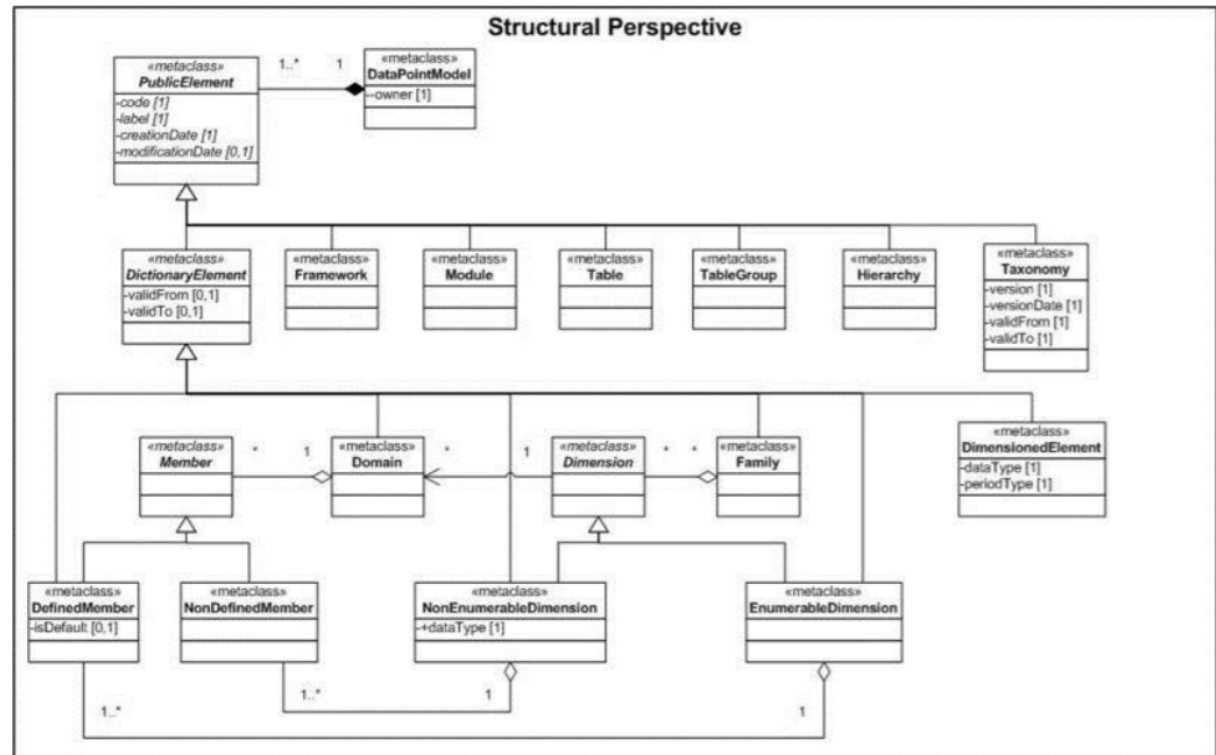 Structural Perspective
«metaclass»
PublicElement
-code [1]
-label [1]
-creationDate [1]
-modificationDate [0,1]
1..*
1
«metaclass»
DataPointModel
--owner [1]
«metaclass»
DictionaryElement
-validFrom [0,1]
-validTo [0,1]
«metaclass»
Framework
«metaclass»
Module
«metaclass»
Table
«metaclass»
TableGroup
«metaclass»
Hierarchy
«metaclass»
Taxonomy
-version [1]
-versionDate [1]
-validFrom [1]
-validTo [1]
«metaclass»
Member
*
1
«metaclass»
Domain
*
1
«metaclass»
Dimension
*
*
«metaclass»
Family
«metaclass»
DimensionedElement
-dataType [1]
-periodType [1]
«metaclass»
DefinedMember
-isDefault [0,1]
«metaclass»
NonDefinedMember
«metaclass»
NonEnumerableDimension
-+dataType [1]
«metaclass»
EnumerableDimension
1..*
1
1..*
1